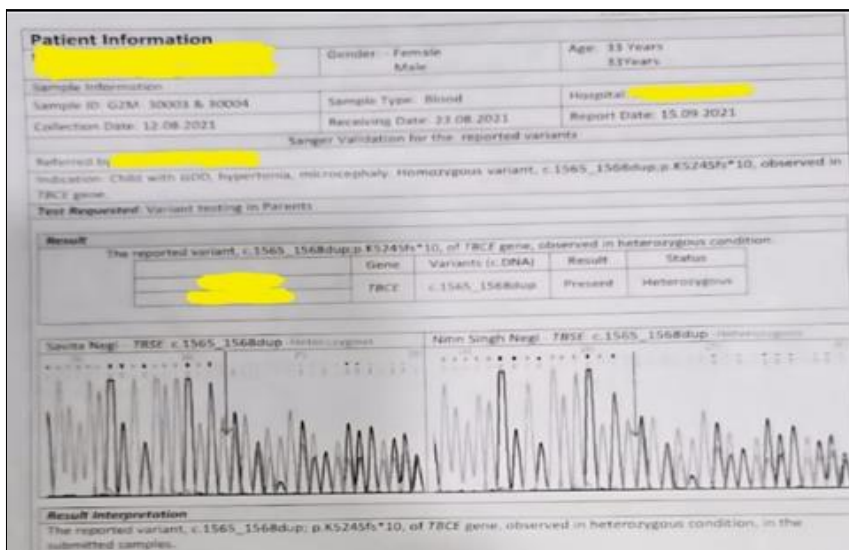 Patient Information
Gender: - Female
Male
Age: 33 Years
33Years
Sample Information
Sample ID: G2M 30003 & 30004
Sample Type: Blood
Hospital:
Collection Date: 12.08.2021
Receiving Date: 23.08.2021
Report Date: 15.09.2021
Sanger Validation for the reported variants
Referred by
Indication: Child with GDD, hypertonia, microcephaly. Homozygous variant, c.1565_1568dup;p.K524Sfs*10, observed in
TBCE gene.
Test Requested: Variant testing in Parents
Result
The reported variant, c.1565_1568dup;p.K524Sfs*10, of TBCE gene, observed in heterozygous condition.
Gene Variants (c.DNA) Result Status
TBCE c.1565_1568dup Present Heterozygous
Savita Negi - TBSE c.1565_1568dup -Heterozygous
Nitin Singh Negi - TBSE c.1565_1568dup -Heterozygous
Result Interpretation
The reported variant, c.1565_1568dup; p.K524Sfs*10, of TBCE gene, observed in heterozygous condition, in the
submitted samples.